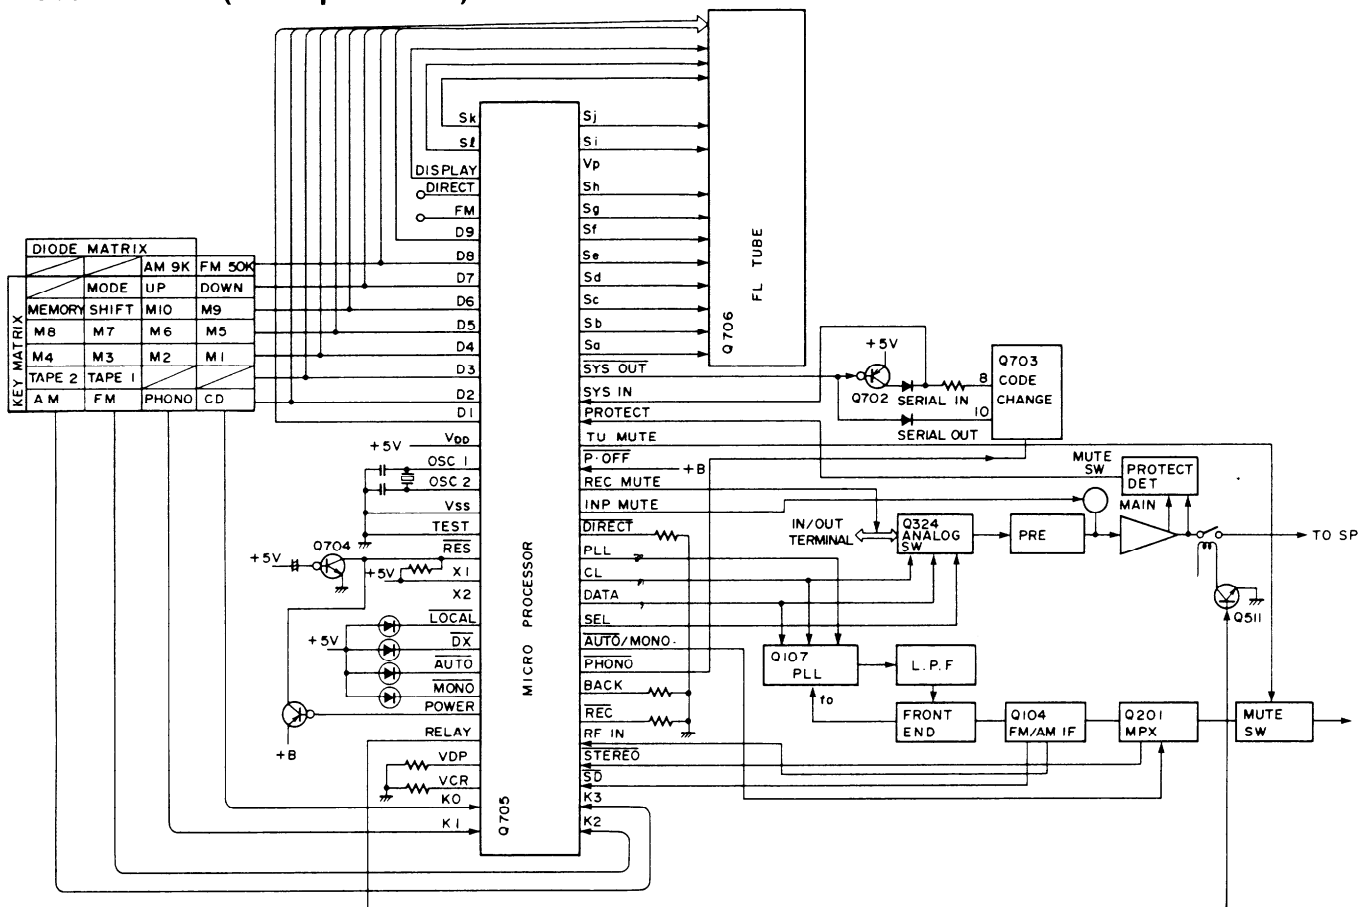 DIODE MATRIX
AM 9K FM 50K
MODE UP DOWN
MEMORY SHIFT M10 M9
M8 M7 M6 M5
M4 M3 M2 M1
TAPE 2 TAPE 1
AM FM PHONO CD
KEY MATRIX
Sk
Sℓ
DISPLAY
DIRECT
FM
D9
D8
D7
D6
D5
D4
D3
D2
D1
+5V VDD
OSC 1
OSC 2
VSS
TEST
Q704
RES
+5V
+5V X1
X2
LOCAL
+5V DX
AUTO
MONO
POWER
RELAY
+B
VDP
VCR
K0
K1
MICRO PROCESSOR
Q705
Sj
Si
Vp
Sh
Sg
Sf
Se
Sd
Sc
Sb
Sa
SYS OUT
SYS IN
PROTECT
TU MUTE
P·OFF +B
REC MUTE
INP MUTE
DIRECT
PLL
CL
DATA
SEL
AUTO/MONO
PHONO
BACK
REC
RF IN
STEREO
SD
K3
K2
FL TUBE
Q706
+5V
Q702
SERIAL IN
SERIAL OUT
8
10
Q703
CODE
CHANGE
MUTE
SW
PROTECT
DET
MAIN
IN/OUT
TERMINAL
Q324
ANALOG
SW
PRE
TO SP
Q511
Q107
PLL
L.P.F
fo
FRONT
END
Q104
FM/AM IF
Q201
MPX
MUTE
SW